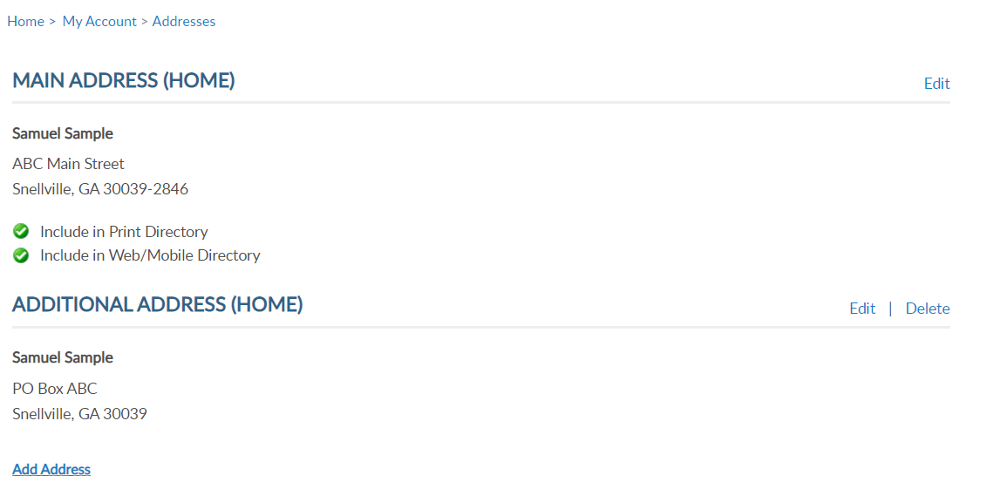 Home > My Account > Addresses
MAIN ADDRESS (HOME)
Edit
Samuel Sample
ABC Main Street
Snellville, GA 30039-2846
Include in Print Directory
Include in Web/Mobile Directory
ADDITIONAL ADDRESS (HOME)
Edit | Delete
Samuel Sample
PO Box ABC
Snellville, GA 30039
Add Address